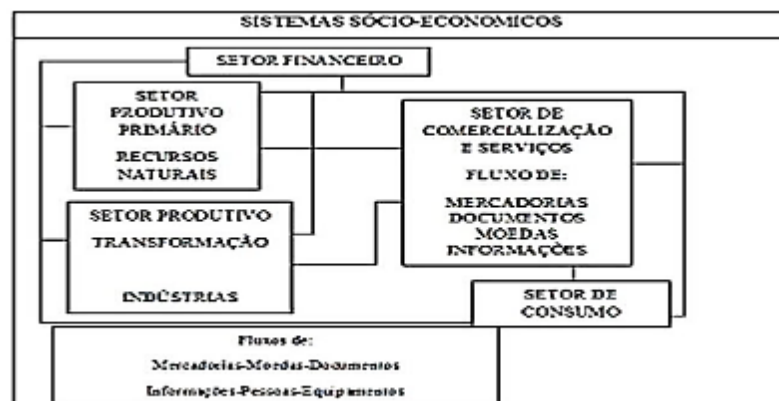 SISTEMAS SÓCIO-ECONOMICOS
SETOR FINANCEIRO
SETOR
PRODUTIVO
PRIMÁRIO
RECURSOS
NATURAIS
SETOR DE
COMERCIALIZAÇÃO
E SERVIÇOS
FLUXO DE:
MERCADORIAS
DOCUMENTOS
MOEDAS
INFORMAÇÕES
SETOR PRODUTIVO
TRANSFORMAÇÃO
INDÚSTRIAS
SETOR DE
CONSUMO
Fluxos de:
Mercadorias-Moedas-Documentos
Informações-Pessoas-Equipamentos